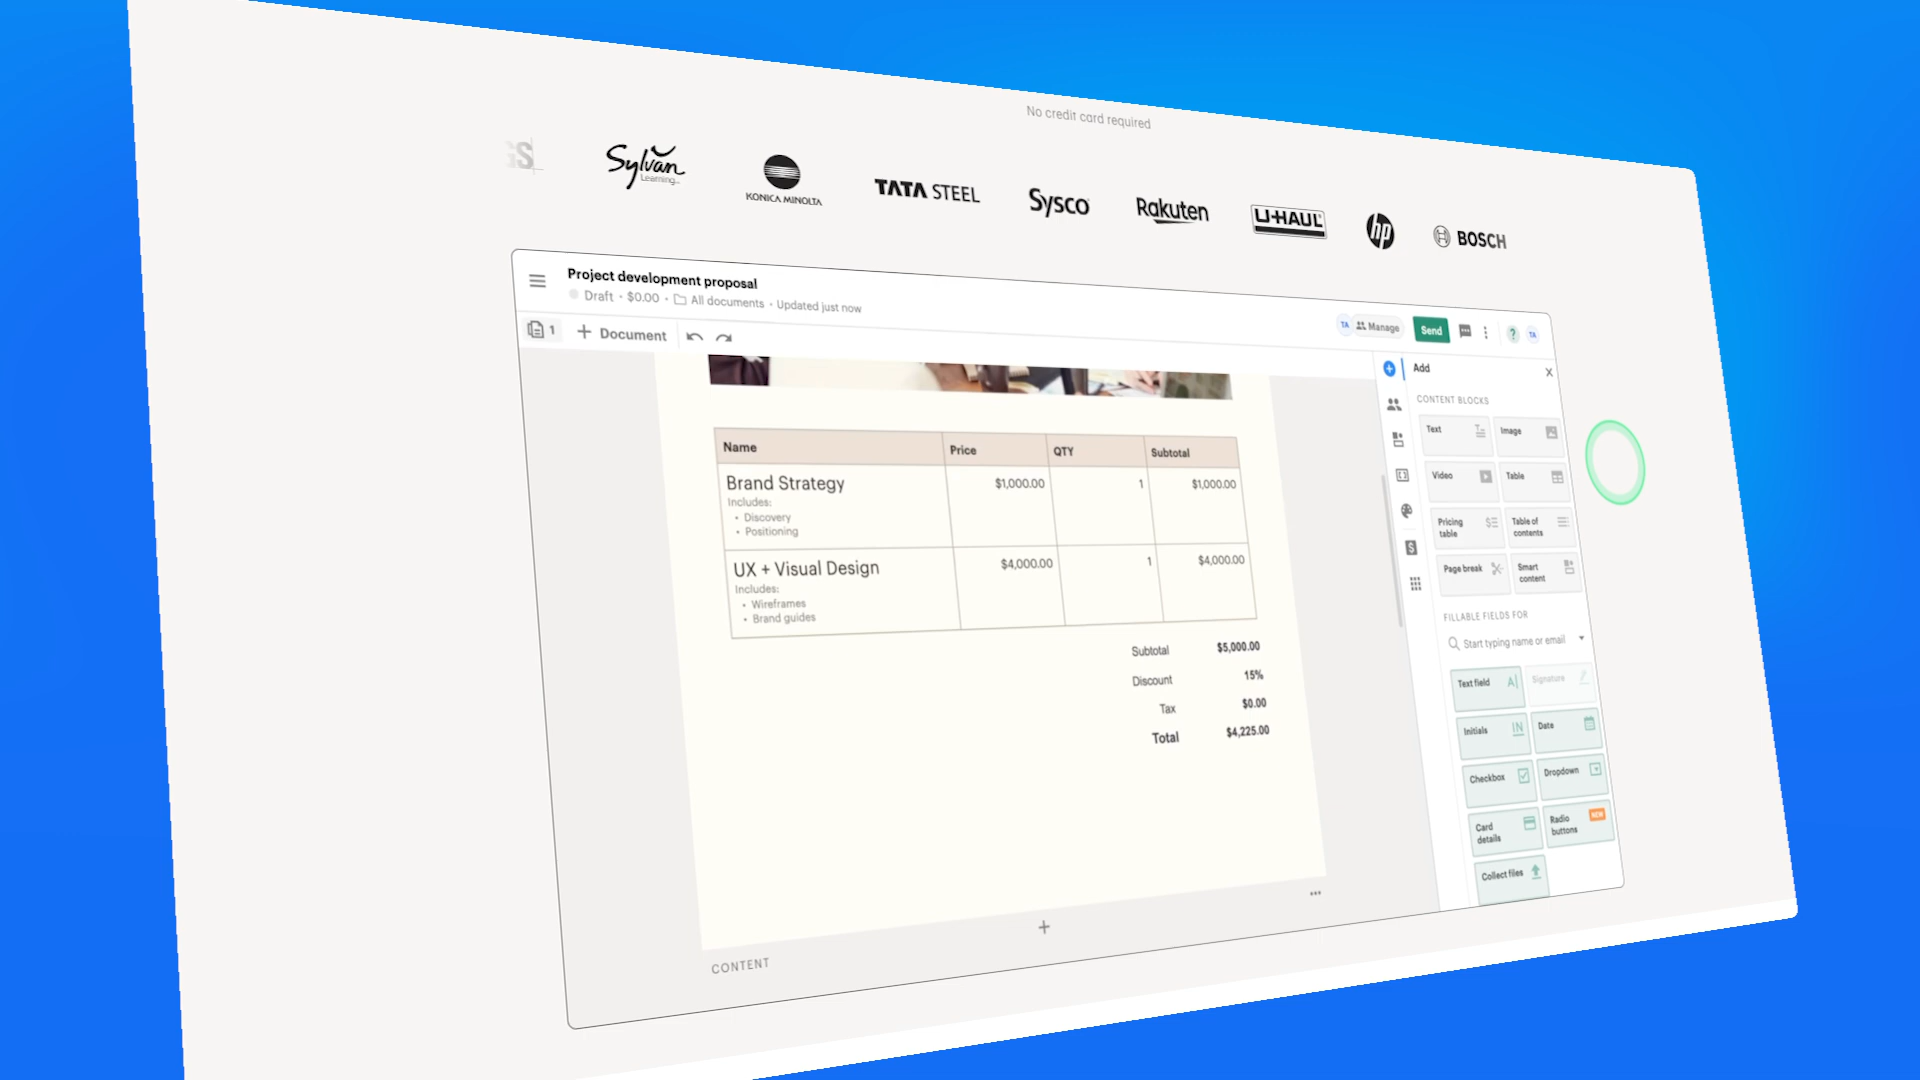 No credit card required
GS
Sylvan
Learning
KONICA MINOLTA
TATA STEEL
Sysco
Rakuten
U-HAUL
hp
BOSCH
Project development proposal
Draft • $0.00 • All documents • Updated just now
TA Manage Send ? TA
1 + Document
Add
CONTENT BLOCKS
Text Image
Video Table
Pricing table
Table of contents
Page break
Smart content
FILLABLE FIELDS FOR
Start typing name or email
Text field Signature
Initials IN Date
Checkbox Dropdown
Card details
Radio buttons NEW
Collect files
Name Price QTY Subtotal
Brand Strategy $1,000.00 1 $1,000.00
Includes:
• Discovery
• Positioning
UX + Visual Design $4,000.00 1 $4,000.00
Includes:
• Wireframes
• Brand guides
Subtotal $5,000.00
Discount 15%
Tax $0.00
Total $4,225.00
CONTENT